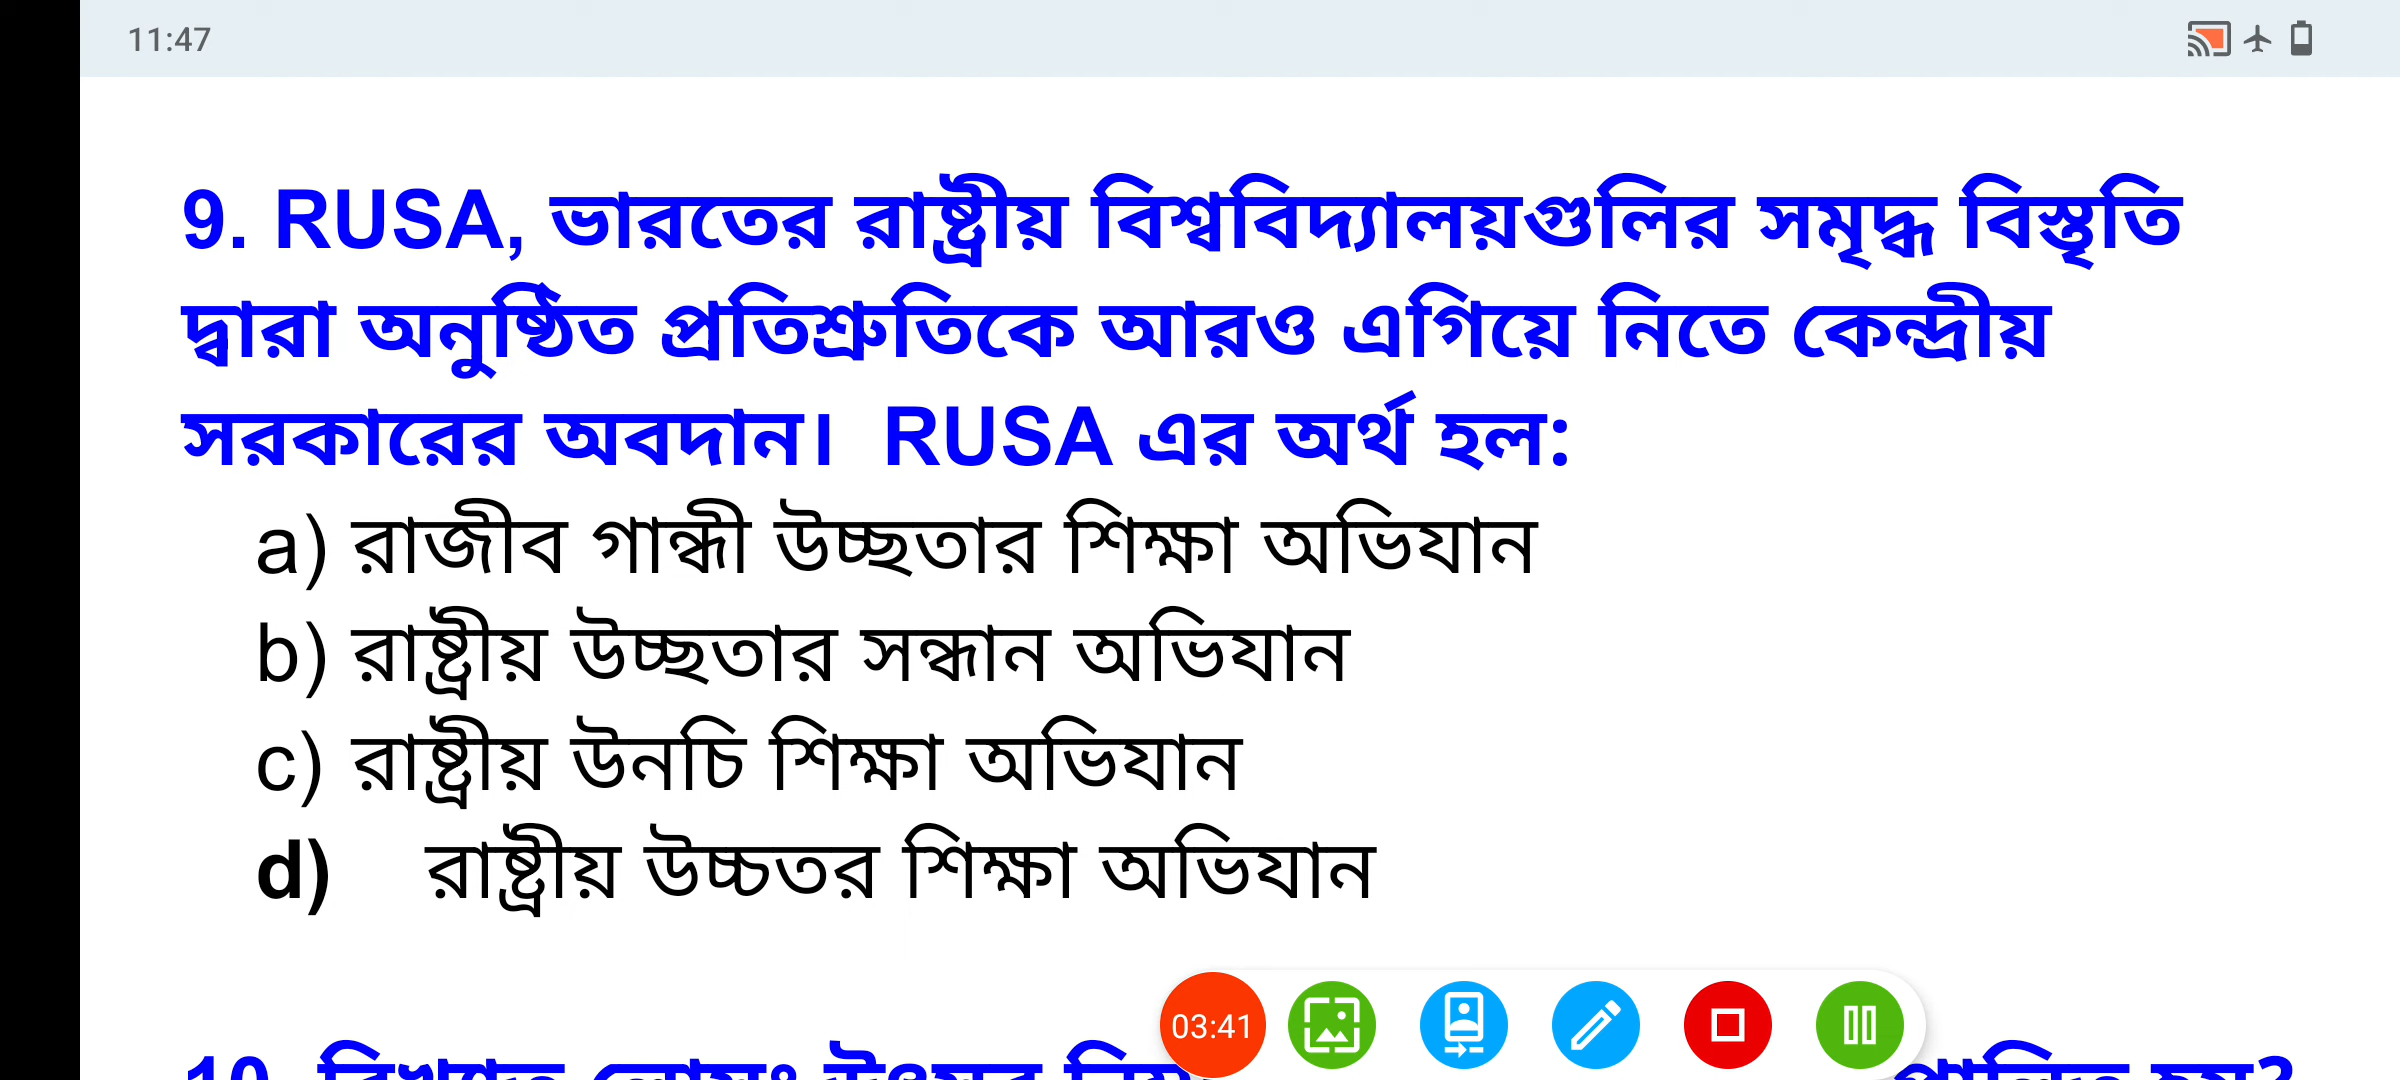 11:47
9. RUSA, ভারতের রাষ্ট্রীয় বিশ্ববিদ্যালয়গুলির সমৃদ্ধ বিস্তৃতি
দ্বারা অনুষ্ঠিত প্রতিশ্রুতিকে আরও এগিয়ে নিতে কেন্দ্রীয়
সরকারের অবদান। RUSA এর অর্থ হল:
a) রাজীব গান্ধী উচ্ছতার শিক্ষা অভিযান
b) রাষ্ট্রীয় উচ্ছতার সন্ধান অভিযান
c) রাষ্ট্রীয় উনচি শিক্ষা অভিযান
d) রাষ্ট্রীয় উচ্চতর শিক্ষা অভিযান
03:41
10.